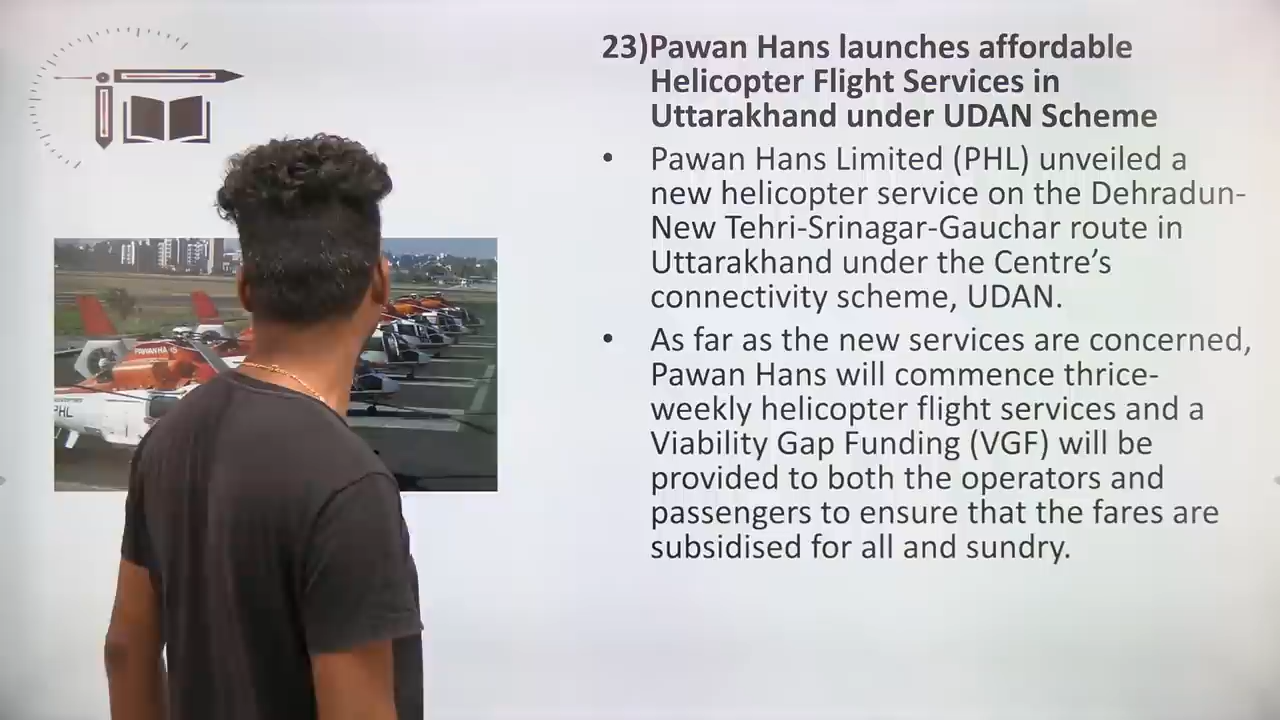 23)Pawan Hans launches affordable
Helicopter Flight Services in
Uttarakhand under UDAN Scheme
• Pawan Hans Limited (PHL) unveiled a
new helicopter service on the Dehradun-
New Tehri-Srinagar-Gauchar route in
Uttarakhand under the Centre’s
connectivity scheme, UDAN.
• As far as the new services are concerned,
Pawan Hans will commence thrice-
weekly helicopter flight services and a
Viability Gap Funding (VGF) will be
provided to both the operators and
passengers to ensure that the fares are
subsidised for all and sundry.
PAWAN HANS
PHL